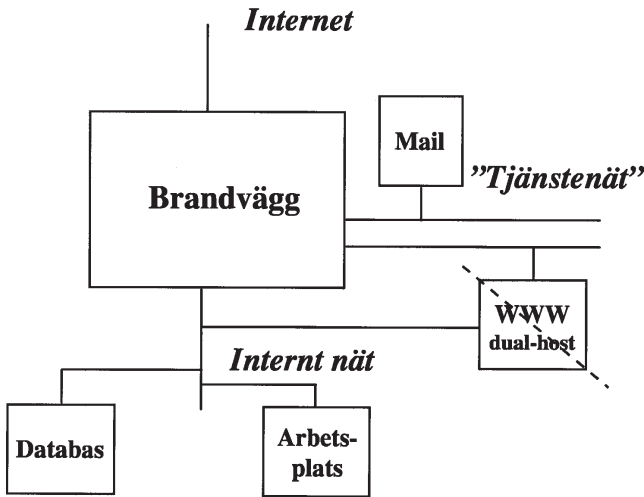 Internet
Mail
"Tjänstenät"
Brandvägg
WWW
dual-host
Internt nät
Databas
Arbets-
plats